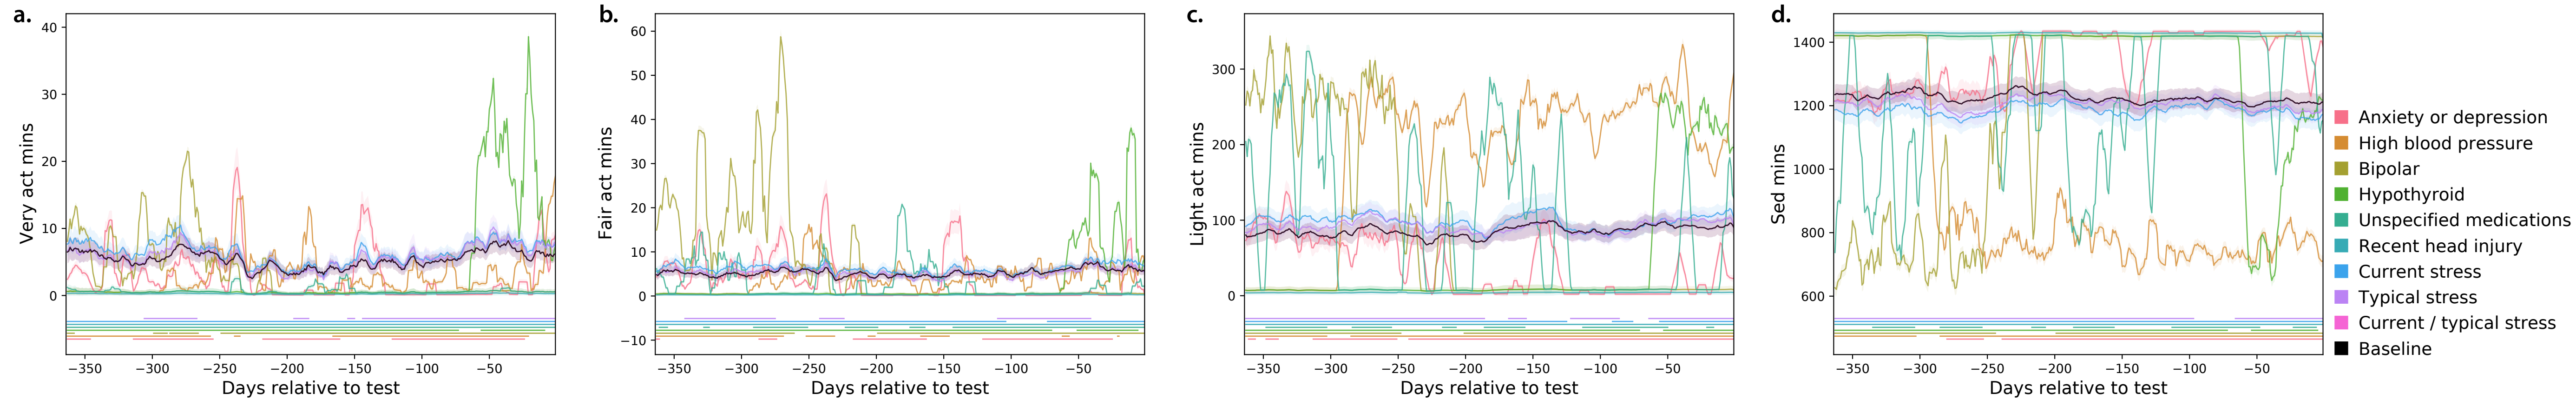 a.
Very act mins
40
30
20
10
0
−350 −300 −250 −200 −150 −100 −50
Days relative to test
b.
Fair act mins
60
50
40
30
20
10
0
−10
−350 −300 −250 −200 −150 −100 −50
Days relative to test
c.
Light act mins
300
200
100
0
−350 −300 −250 −200 −150 −100 −50
Days relative to test
d.
Sed mins
1400
1200
1000
800
600
−350 −300 −250 −200 −150 −100 −50
Days relative to test
Anxiety or depression
High blood pressure
Bipolar
Hypothyroid
Unspecified medications
Recent head injury
Current stress
Typical stress
Current / typical stress
Baseline